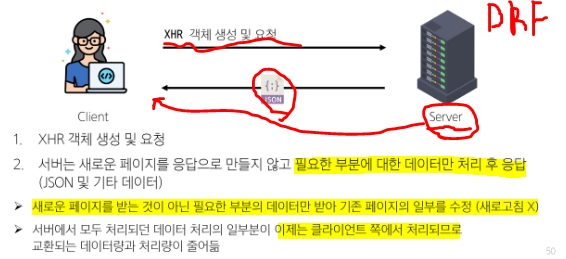 DRF
XHR 객체 생성 및 요청
{:}
JSON
Client
Server
1. XHR 객체 생성 및 요청
2. 서버는 새로운 페이지를 응답으로 만들지 않고 필요한 부분에 대한 데이터만 처리 후 응답
(JSON 및 기타 데이터)
➤ 새로운 페이지를 받는 것이 아닌 필요한 부분의 데이터만 받아 기존 페이지의 일부를 수정 (새로고침 X)
➤ 서버에서 모두 처리되던 데이터 처리의 일부분이 이제는 클라이언트 쪽에서 처리되므로
교환되는 데이터량과 처리량이 줄어듦
50